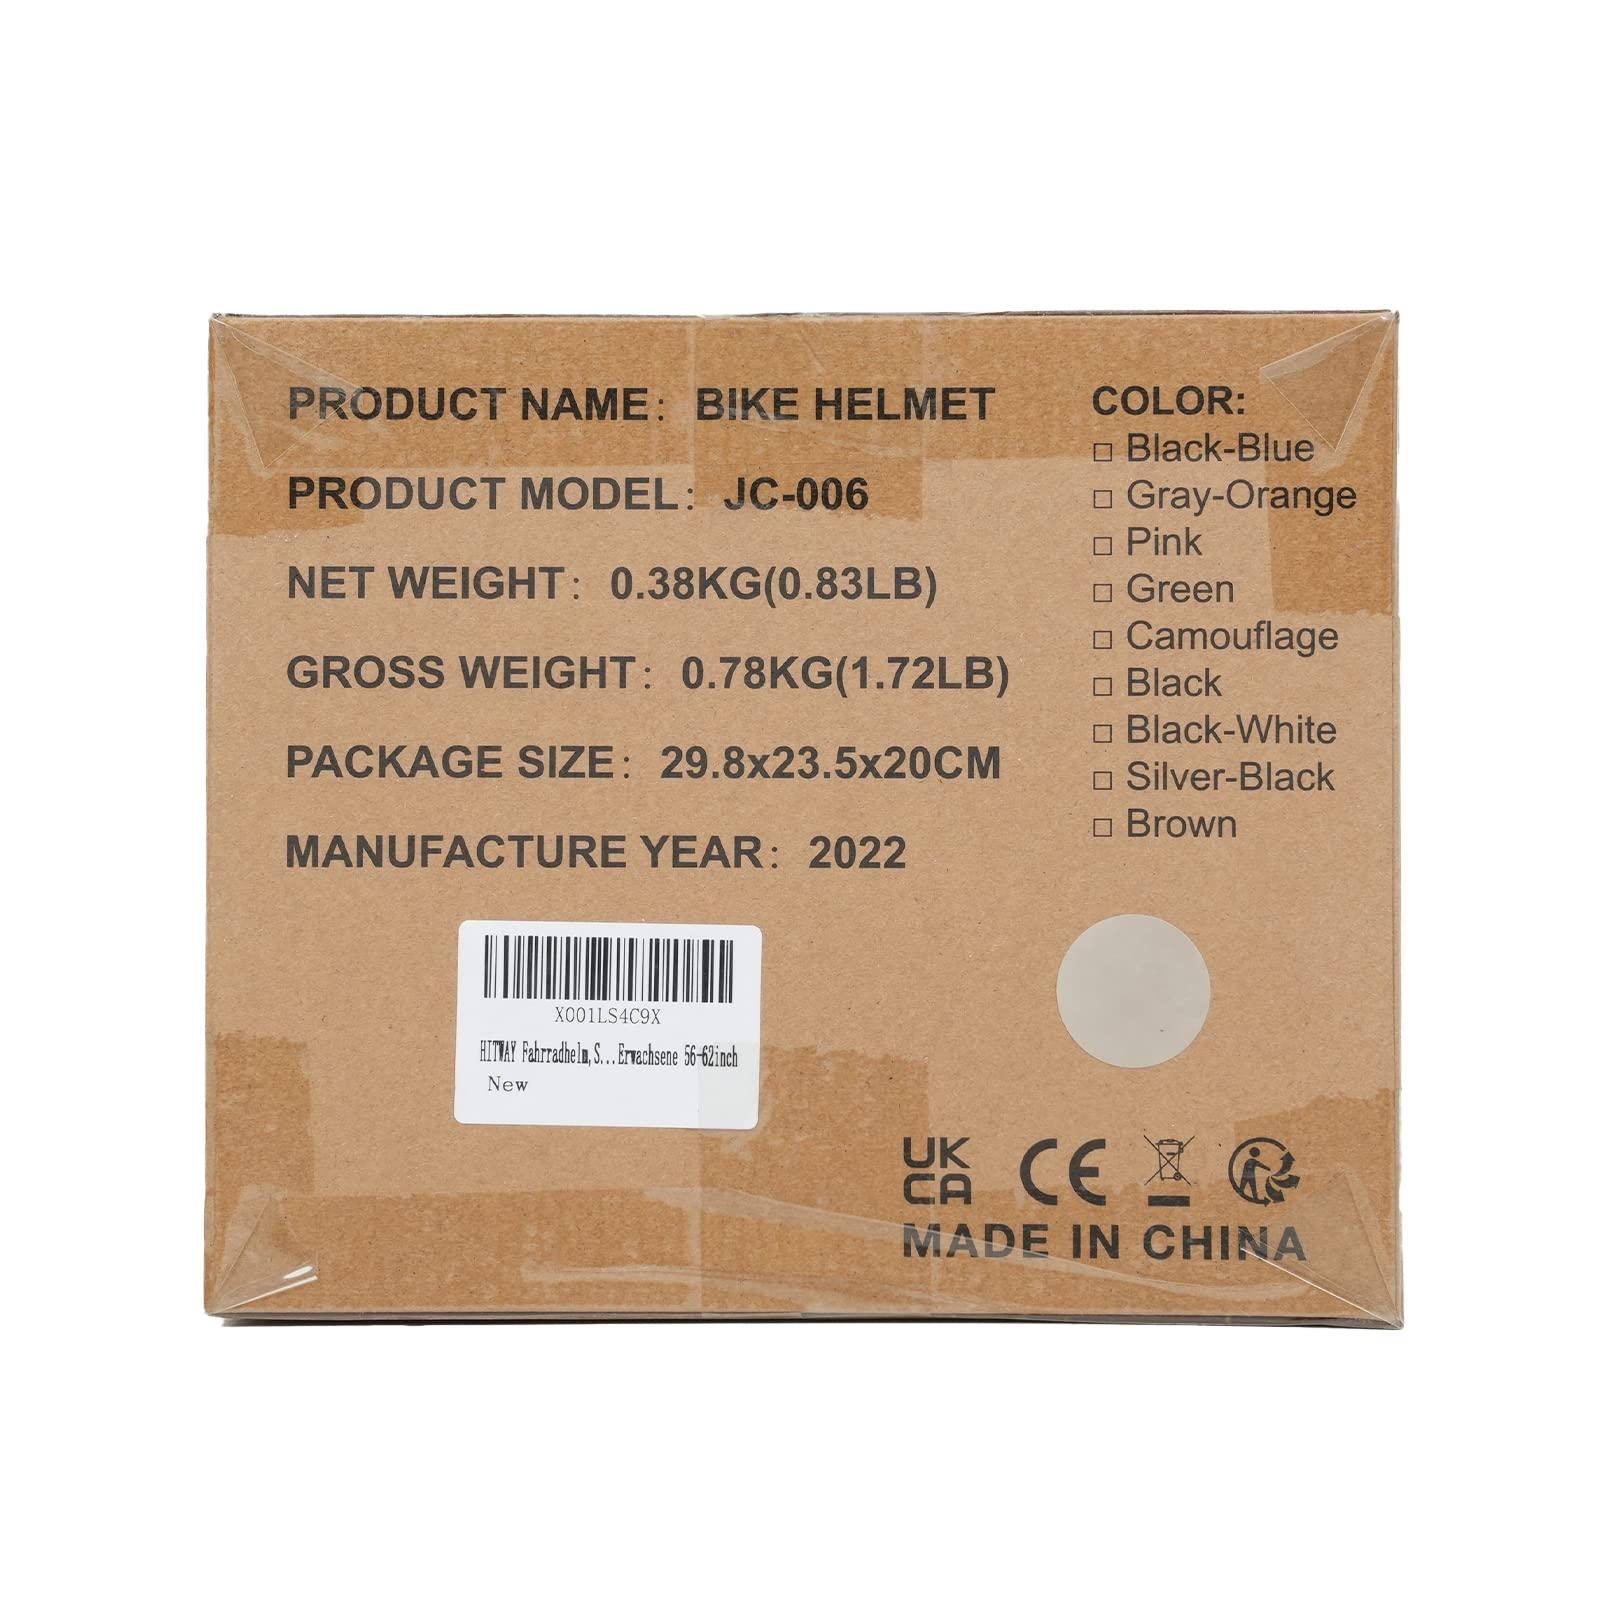 PRODUCT NAME: BIKE HELMET
PRODUCT MODEL: JC-006
NET WEIGHT: 0.38KG(0.83LB)
GROSS WEIGHT: 0.78KG(1.72LB)
PACKAGE SIZE: 29.8x23.5x20CM
MANUFACTURE YEAR: 2022
COLOR:
□ Black-Blue
□ Gray-Orange
□ Pink
□ Green
□ Camouflage
□ Black
□ Black-White
□ Silver-Black
□ Brown
X001LS4C9X
HITWAY Fahrradhelm,S...Erwachsene 56-62inch
New
UK
CA
CE
MADE IN CHINA